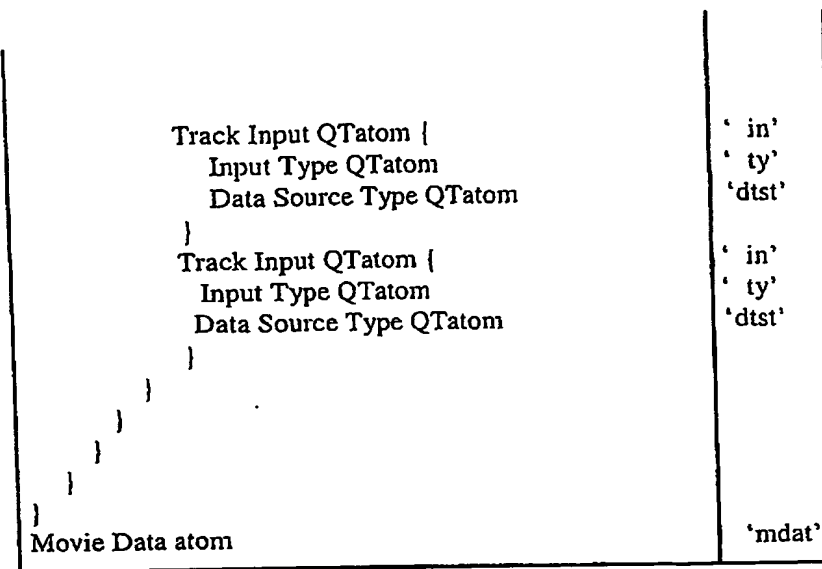 Track Input QTatom { ‘ in’
Input Type QTatom ‘ ty’
Data Source Type QTatom ‘dtst’
}
Track Input QTatom { ‘ in’
Input Type QTatom ‘ ty’
Data Source Type QTatom ‘dtst’
}
}
}
}
}
}
Movie Data atom ‘mdat’